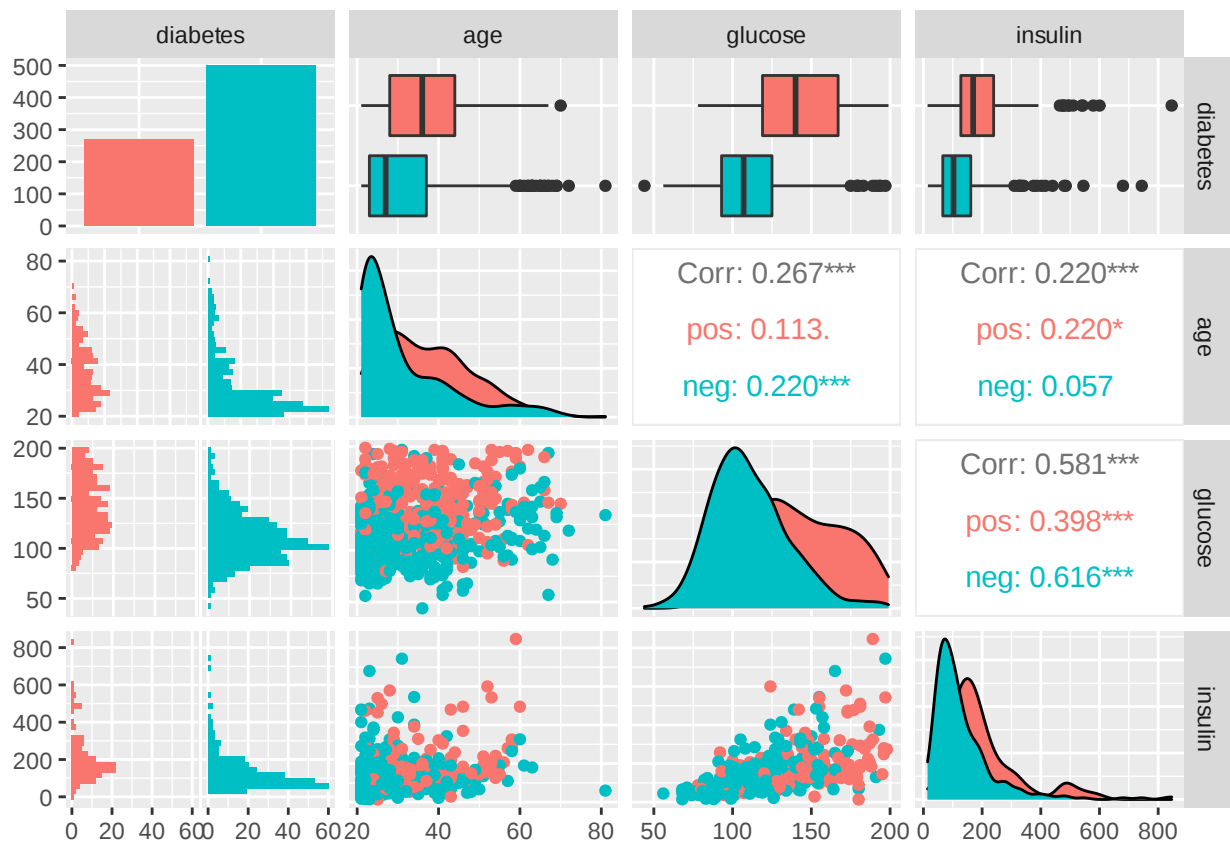 diabetes age glucose insulin
500
400
300
200
100
0
diabetes
80
60
40
20
Corr: 0.267***
pos: 0.113.
neg: 0.220***
Corr: 0.220***
pos: 0.220*
neg: 0.057
age
200
150
100
50
Corr: 0.581***
pos: 0.398***
neg: 0.616***
glucose
800
600
400
200
0
insulin
0 20 40 60 0 20 40 60 20 40 60 80 50 100 150 200 0 200 400 600 800